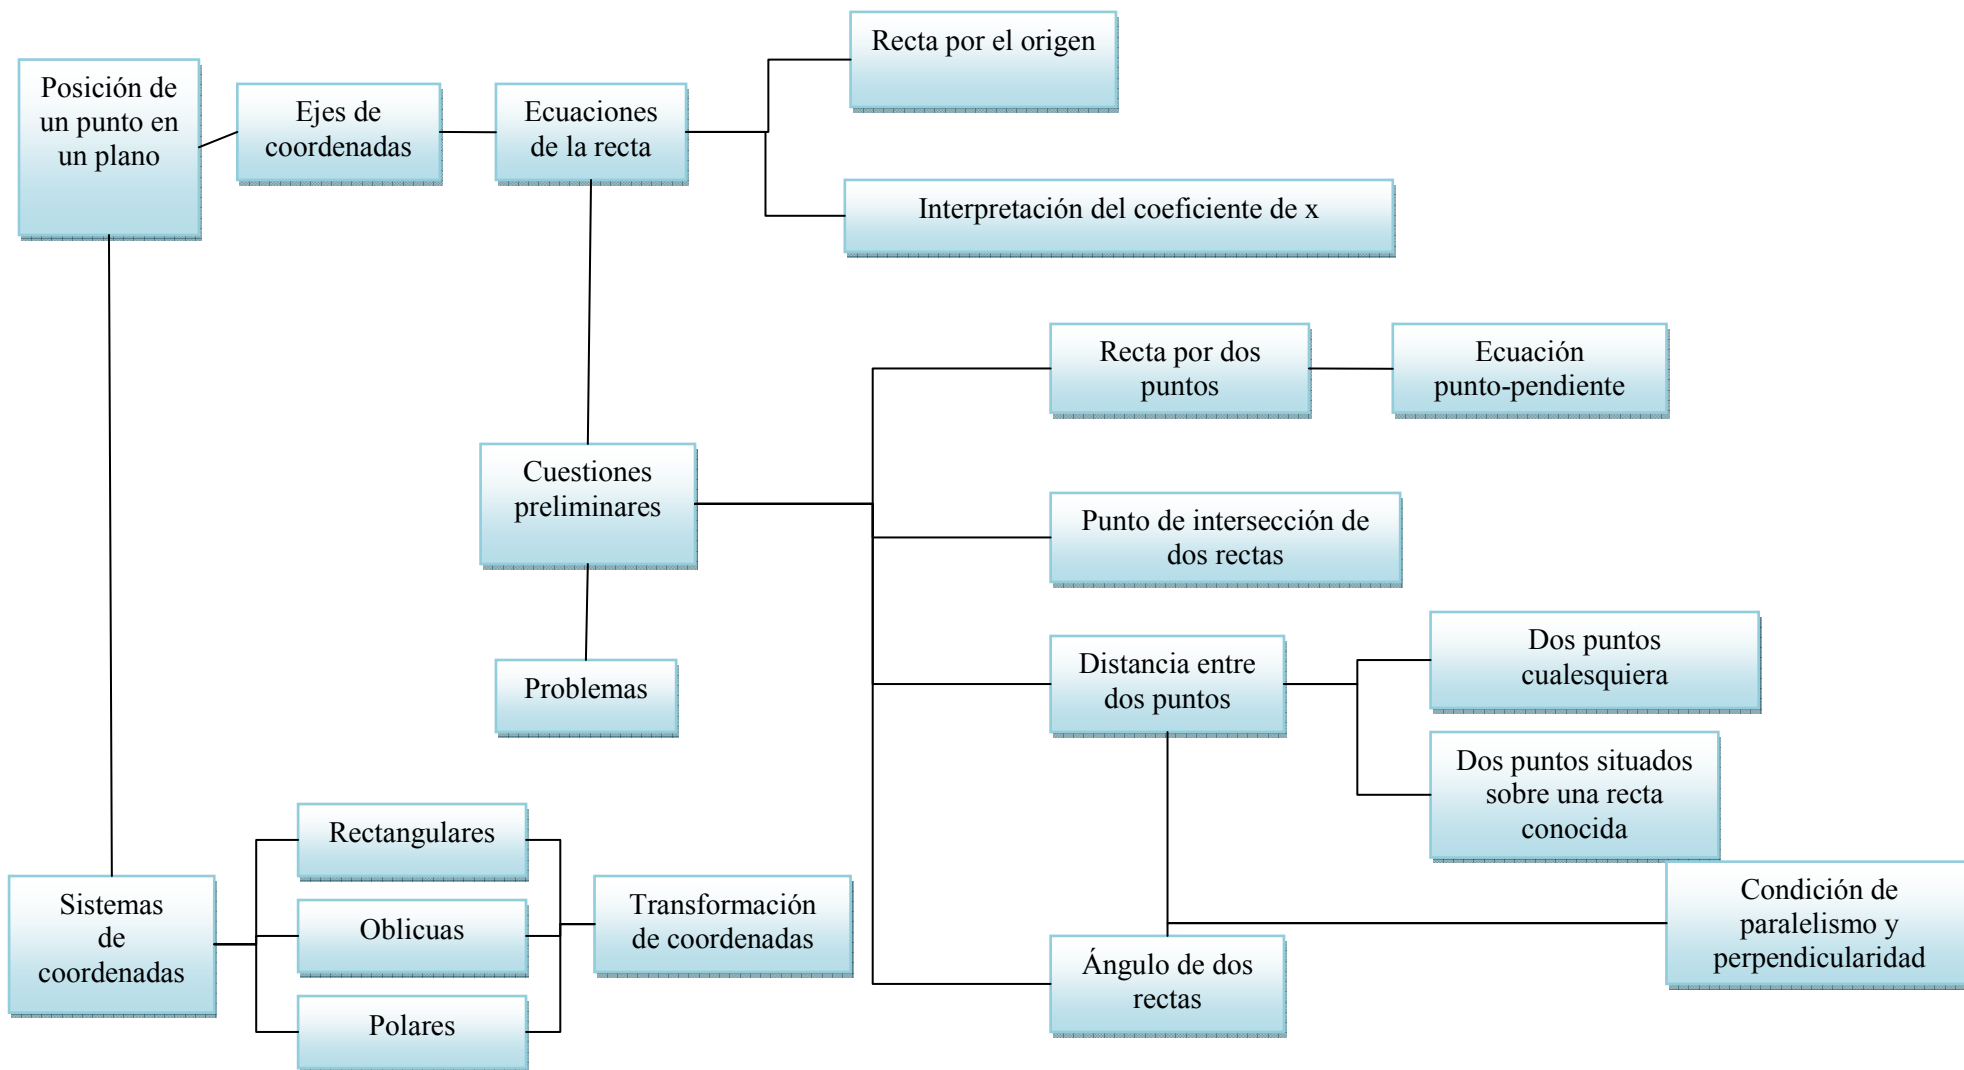 Recta por el origen
Posición de
un punto en
un plano
Ejes de
coordenadas
Ecuaciones
de la recta
Interpretación del coeficiente de x
Recta por dos
puntos
Ecuación
punto-pendiente
Cuestiones
preliminares
Punto de intersección de
dos rectas
Distancia entre
dos puntos
Dos puntos
cualesquiera
Problemas
Dos puntos situados
sobre una recta
conocida
Rectangulares
Sistemas
de
coordenadas
Oblicuas
Transformación
de coordenadas
Polares
Condición de
paralelismo y
perpendicularidad
Ángulo de dos
rectas